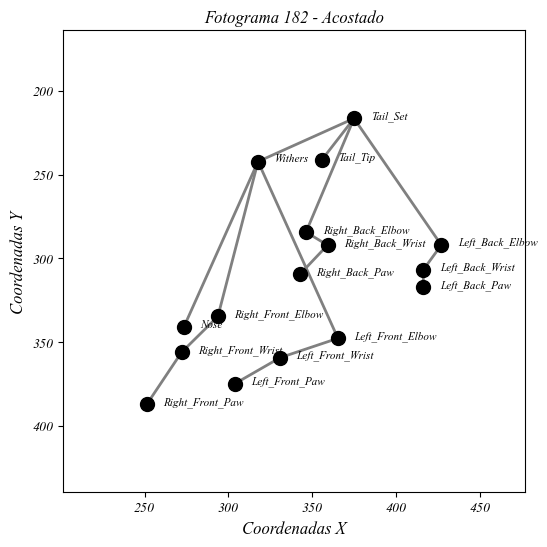 Fotograma 182 - Acostado
Coordenadas Y
200
250
300
350
400
Tail_Set
Withers
Tail_Tip
Right_Back_Elbow
Right_Back_Wrist
Left_Back_Elbow
Left_Back_Wrist
Right_Back_Paw
Left_Back_Paw
Right_Front_Elbow
Nose
Left_Front_Elbow
Right_Front_Wrist
Left_Front_Wrist
Left_Front_Paw
Right_Front_Paw
250 300 350 400 450
Coordenadas X